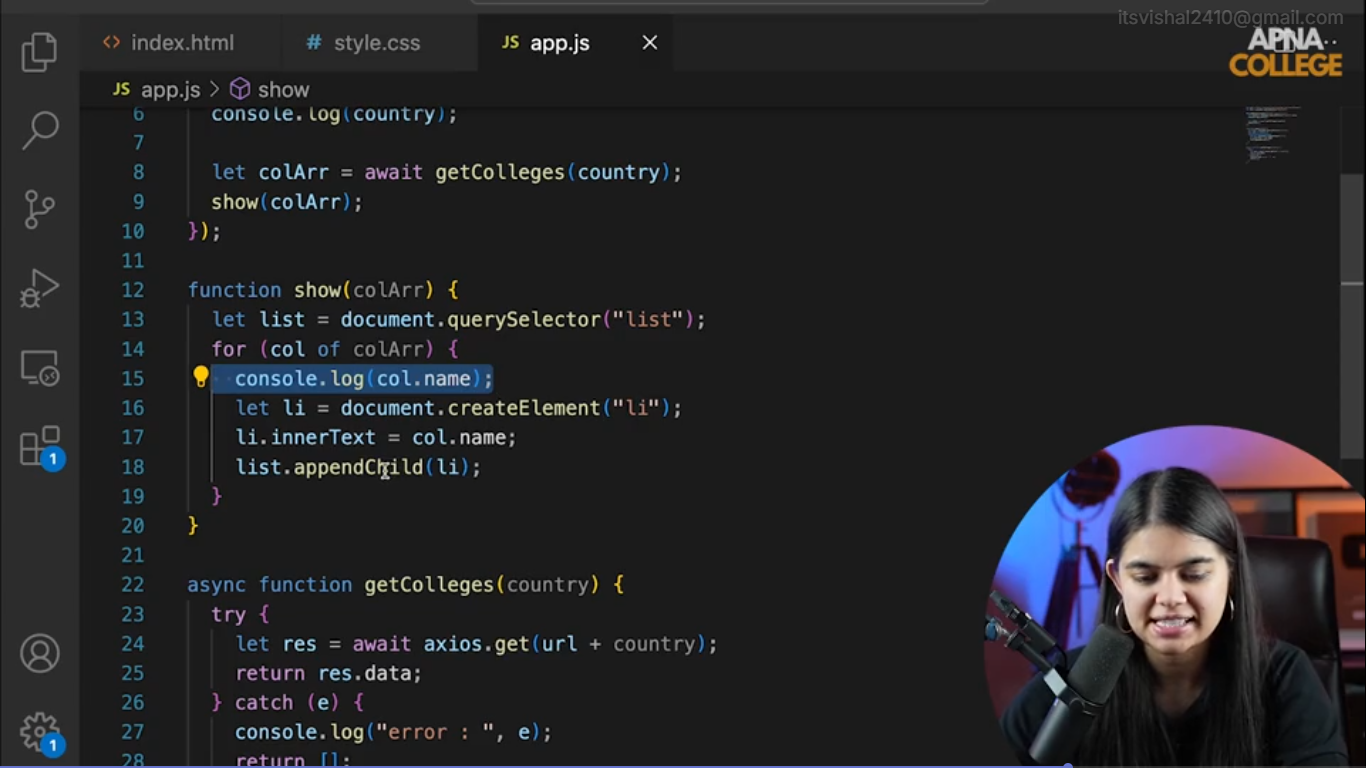 itsvishal2410@gmail.com
index.html
# style.css
JS app.js
APNA
COLLEGE
JS app.js > show
6 console.log(country);
7
8 let colArr = await getColleges(country);
9 show(colArr);
10 });
11
12 function show(colArr) {
13 let list = document.querySelector("list");
14 for (col of colArr) {
15 console.log(col.name);
16 let li = document.createElement("li");
17 li.innerText = col.name;
18 list.appendChild(li);
19 }
20 }
21
22 async function getColleges(country) {
23 try {
24 let res = await axios.get(url + country);
25 return res.data;
26 } catch (e) {
27 console.log("error : ", e);
28 return [];
1
1